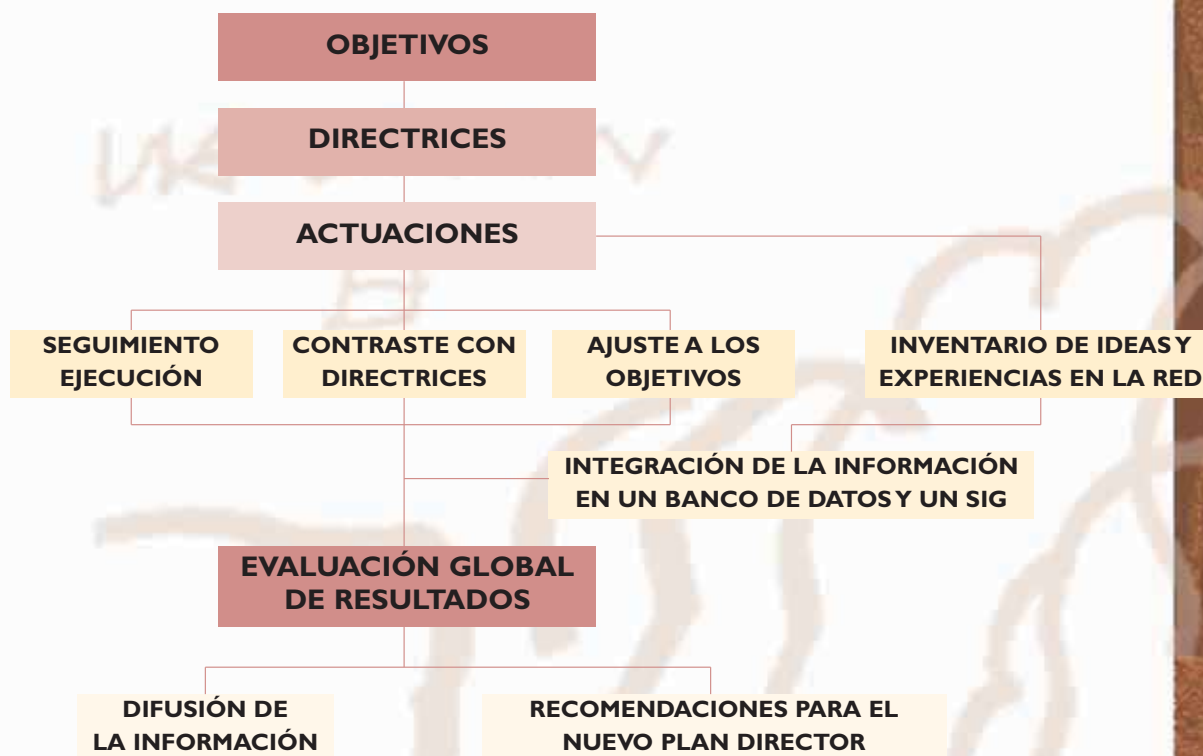 OBJETIVOS
DIRECTRICES
ACTUACIONES
SEGUIMIENTO
EJECUCIÓN
CONTRASTE CON
DIRECTRICES
AJUSTE A LOS
OBJETIVOS
INVENTARIO DE IDEAS Y
EXPERIENCIAS EN LA RED
INTEGRACIÓN DE LA INFORMACIÓN
EN UN BANCO DE DATOS Y UN SIG
EVALUACIÓN GLOBAL
DE RESULTADOS
DIFUSIÓN DE
LA INFORMACIÓN
RECOMENDACIONES PARA EL
NUEVO PLAN DIRECTOR